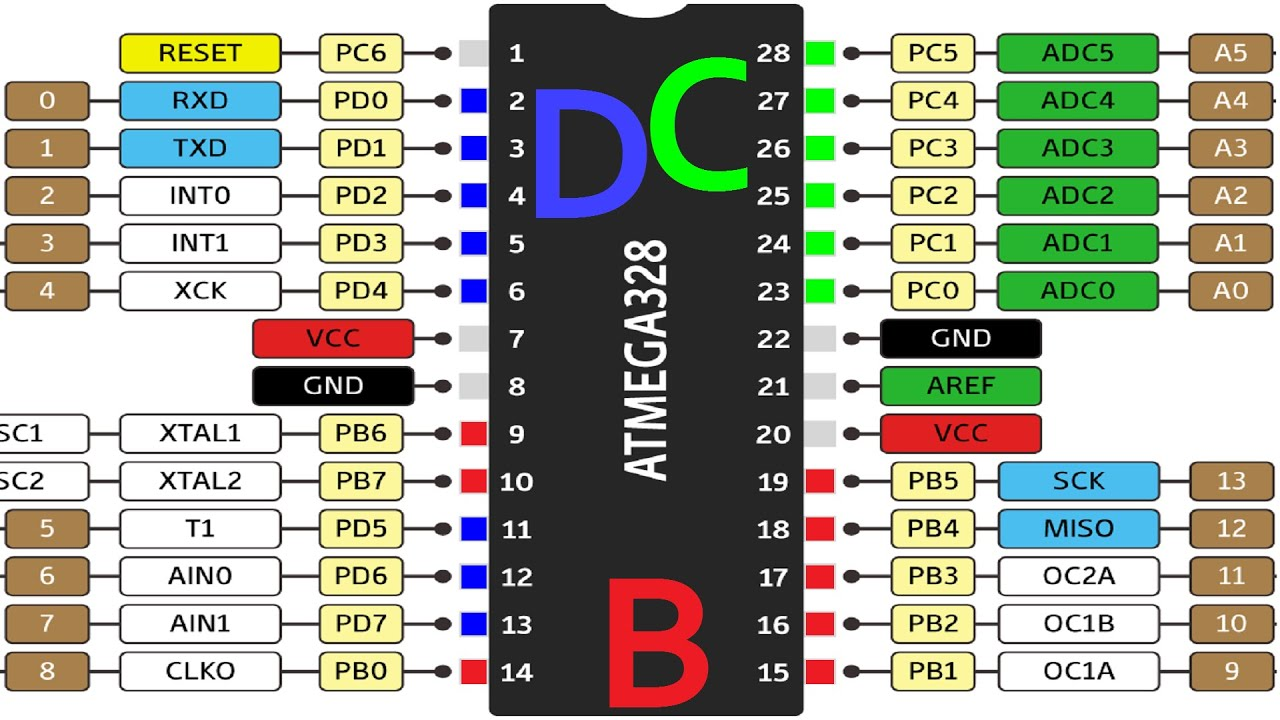 RESET PC6 1 28 PC5 ADC5 A5
0 RXD PD0 2 27 PC4 ADC4 A4
1 TXD PD1 3 26 PC3 ADC3 A3
2 INT0 PD2 4 25 PC2 ADC2 A2
3 INT1 PD3 5 24 PC1 ADC1 A1
4 XCK PD4 6 23 PC0 ADC0 A0
VCC 7 22 GND
GND 8 21 AREF
SC1 XTAL1 PB6 9 20 VCC
SC2 XTAL2 PB7 10 19 PB5 SCK 13
5 T1 PD5 11 18 PB4 MISO 12
6 AIN0 PD6 12 17 PB3 OC2A 11
7 AIN1 PD7 13 16 PB2 OC1B 10
8 CLKO PB0 14 15 PB1 OC1A 9
D
C
ATMEGA328
B